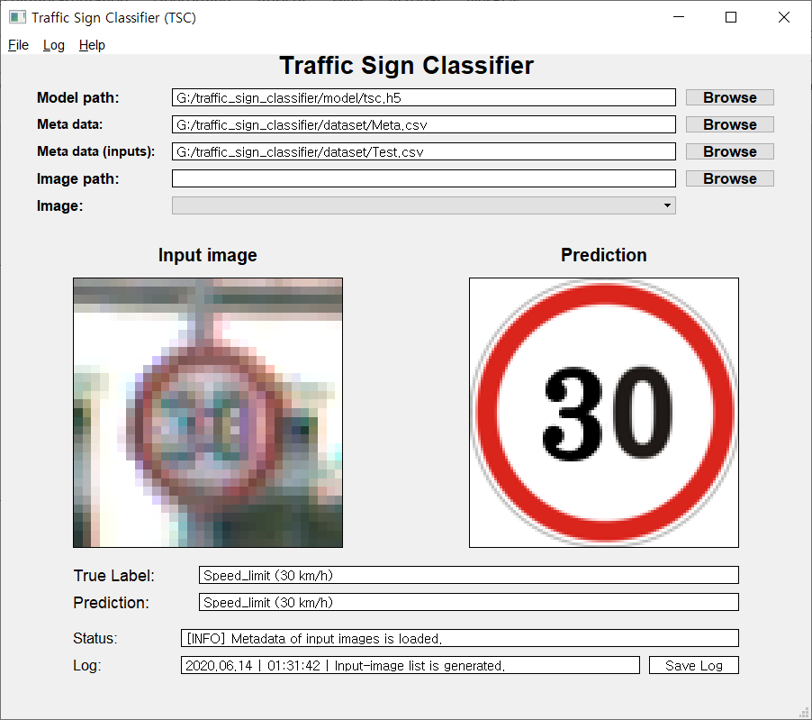 Traffic Sign Classifier (TSC)
File Log Help
Traffic Sign Classifier
Model path: G:/traffic_sign_classifier/model/tsc.h5 Browse
Meta data: G:/traffic_sign_classifier/dataset/Meta.csv Browse
Meta data (inputs): G:/traffic_sign_classifier/dataset/Test.csv Browse
Image path: Browse
Image:
Input image Prediction
30 30
True Label: Speed_limit (30 km/h)
Prediction: Speed_limit (30 km/h)
Status: [INFO] Metadata of input images is loaded.
Log: 2020.06.14 | 01:31:42 | Input-image list is generated. Save Log